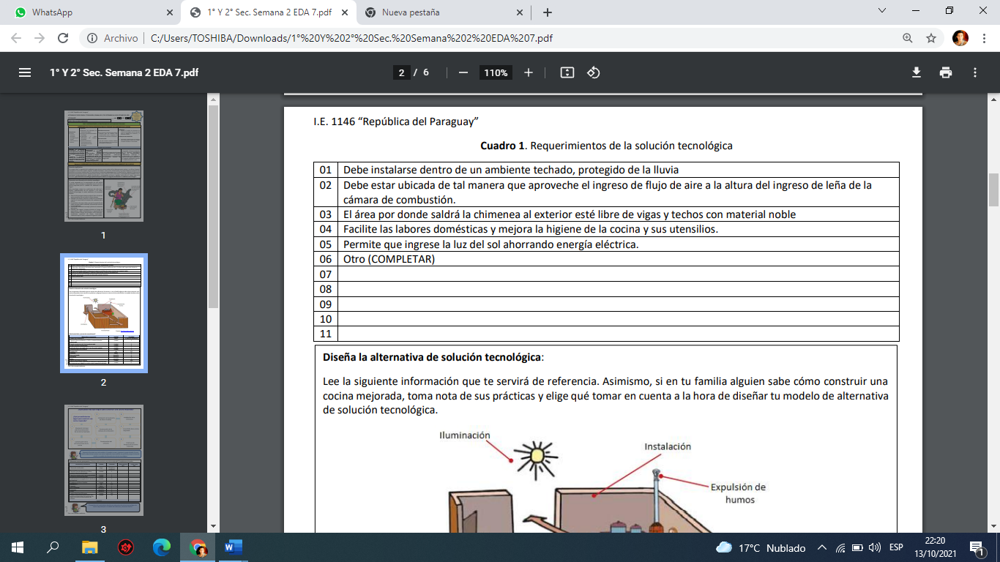 WhatsApp
1° Y 2° Sec. Semana 2 EDA 7.pdf
Nueva pestaña
Archivo
C:/Users/TOSHIBA/Downloads/1°%20Y%202°%20Sec.%20Semana%202%20EDA%207.pdf
1° Y 2° Sec. Semana 2 EDA 7.pdf
2 / 6
110%
1
2
3
I.E. 1146 “República del Paraguay”
Cuadro 1. Requerimientos de la solución tecnológica
01 Debe instalarse dentro de un ambiente techado, protegido de la lluvia
02 Debe estar ubicada de tal manera que aproveche el ingreso de flujo de aire a la altura del ingreso de leña de la
cámara de combustión.
03 El área por donde saldrá la chimenea al exterior esté libre de vigas y techos con material noble
04 Facilite las labores domésticas y mejora la higiene de la cocina y sus utensilios.
05 Permite que ingrese la luz del sol ahorrando energía eléctrica.
06 Otro (COMPLETAR)
07
08
09
10
11
Diseña la alternativa de solución tecnológica:
Lee la siguiente información que te servirá de referencia. Asimismo, si en tu familia alguien sabe cómo construir una
cocina mejorada, toma nota de sus prácticas y elige qué tomar en cuenta a la hora de diseñar tu modelo de alternativa
de solución tecnológica.
Iluminación
Instalación
Expulsión de
humos
17°C Nublado
ESP
22:20
13/10/2021
1